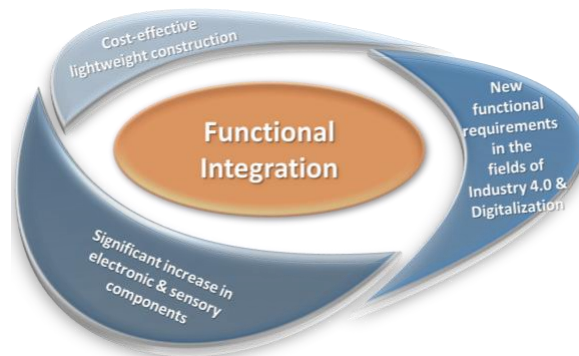 Cost-effective
lightweight construction
Functional
Integration
New
functional
requirements
in the
fields of
Industry 4.0 &
Digitalization
Significant increase in
electronic & sensory
components